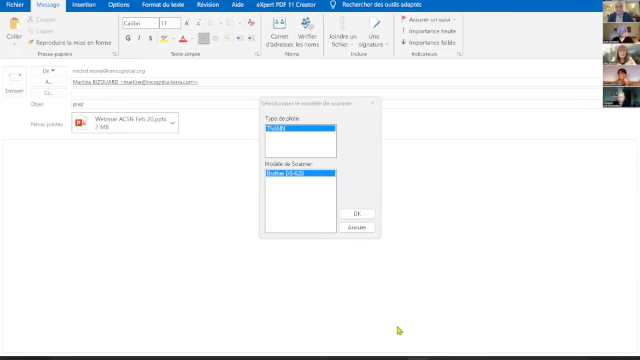 Fichier Message Insertion Options Format du texte Révision Aide eXpert PDF 11 Creator Rechercher des outils adaptés
Coller
Couper
Copier
Reproduire la mise en forme
Presse-papiers
Calibri 11
G I S
Texte simple
Carnet d'adresses
Vérifier les noms
Noms
Joindre un fichier
Une signature
Inclure
Assurer un suivi
Importance haute
Importance faible
Indicateurs
Envoyer
De
À...
Martine BIZOUARD
Cc...
Objet pres
Pièces jointes
Webinar ACSN Feb 20.pptx
2 MB
Sélectionner le modèle de scanner
Type de pilote:
TWAIN
Modèle de Scanner:
Brother DS-620
OK
Annuler